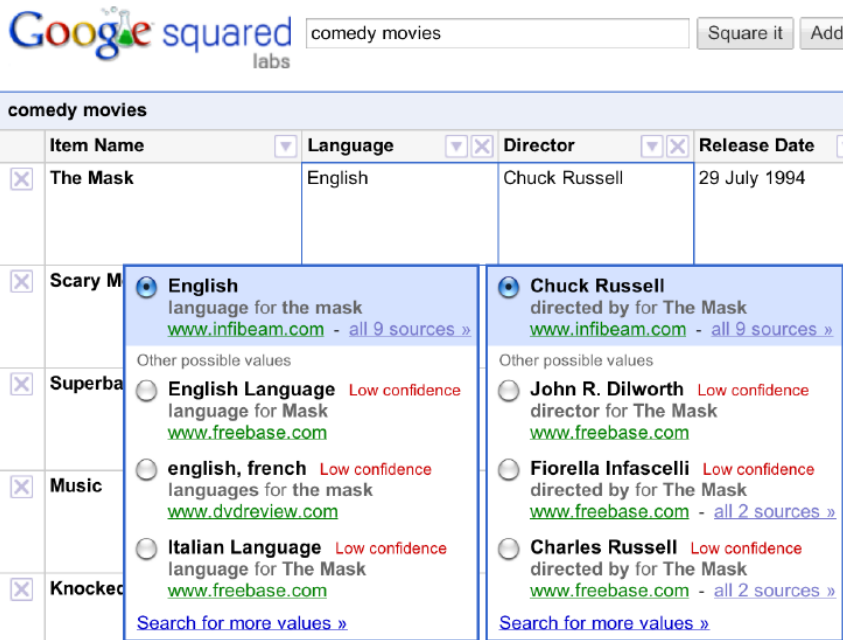 Google squared
labs
comedy movies
Square it
Add
comedy movies
Item Name
Language
Director
Release Date
The Mask
English
Chuck Russell
29 July 1994
Scary M
English
language for the mask
www.infibeam.com - all 9 sources »
Other possible values
English Language Low confidence
language for Mask
www.freebase.com
english, french Low confidence
languages for the mask
www.dvdreview.com
Italian Language Low confidence
language for The Mask
www.freebase.com
Search for more values »
Chuck Russell
directed by for The Mask
www.infibeam.com - all 9 sources »
Other possible values
John R. Dilworth Low confidence
director for The Mask
www.freebase.com
Fiorella Infascelli Low confidence
directed by for The Mask
www.freebase.com - all 2 sources »
Charles Russell Low confidence
directed by for The Mask
www.freebase.com - all 2 sources »
Search for more values »
Superba
Music
Knocked